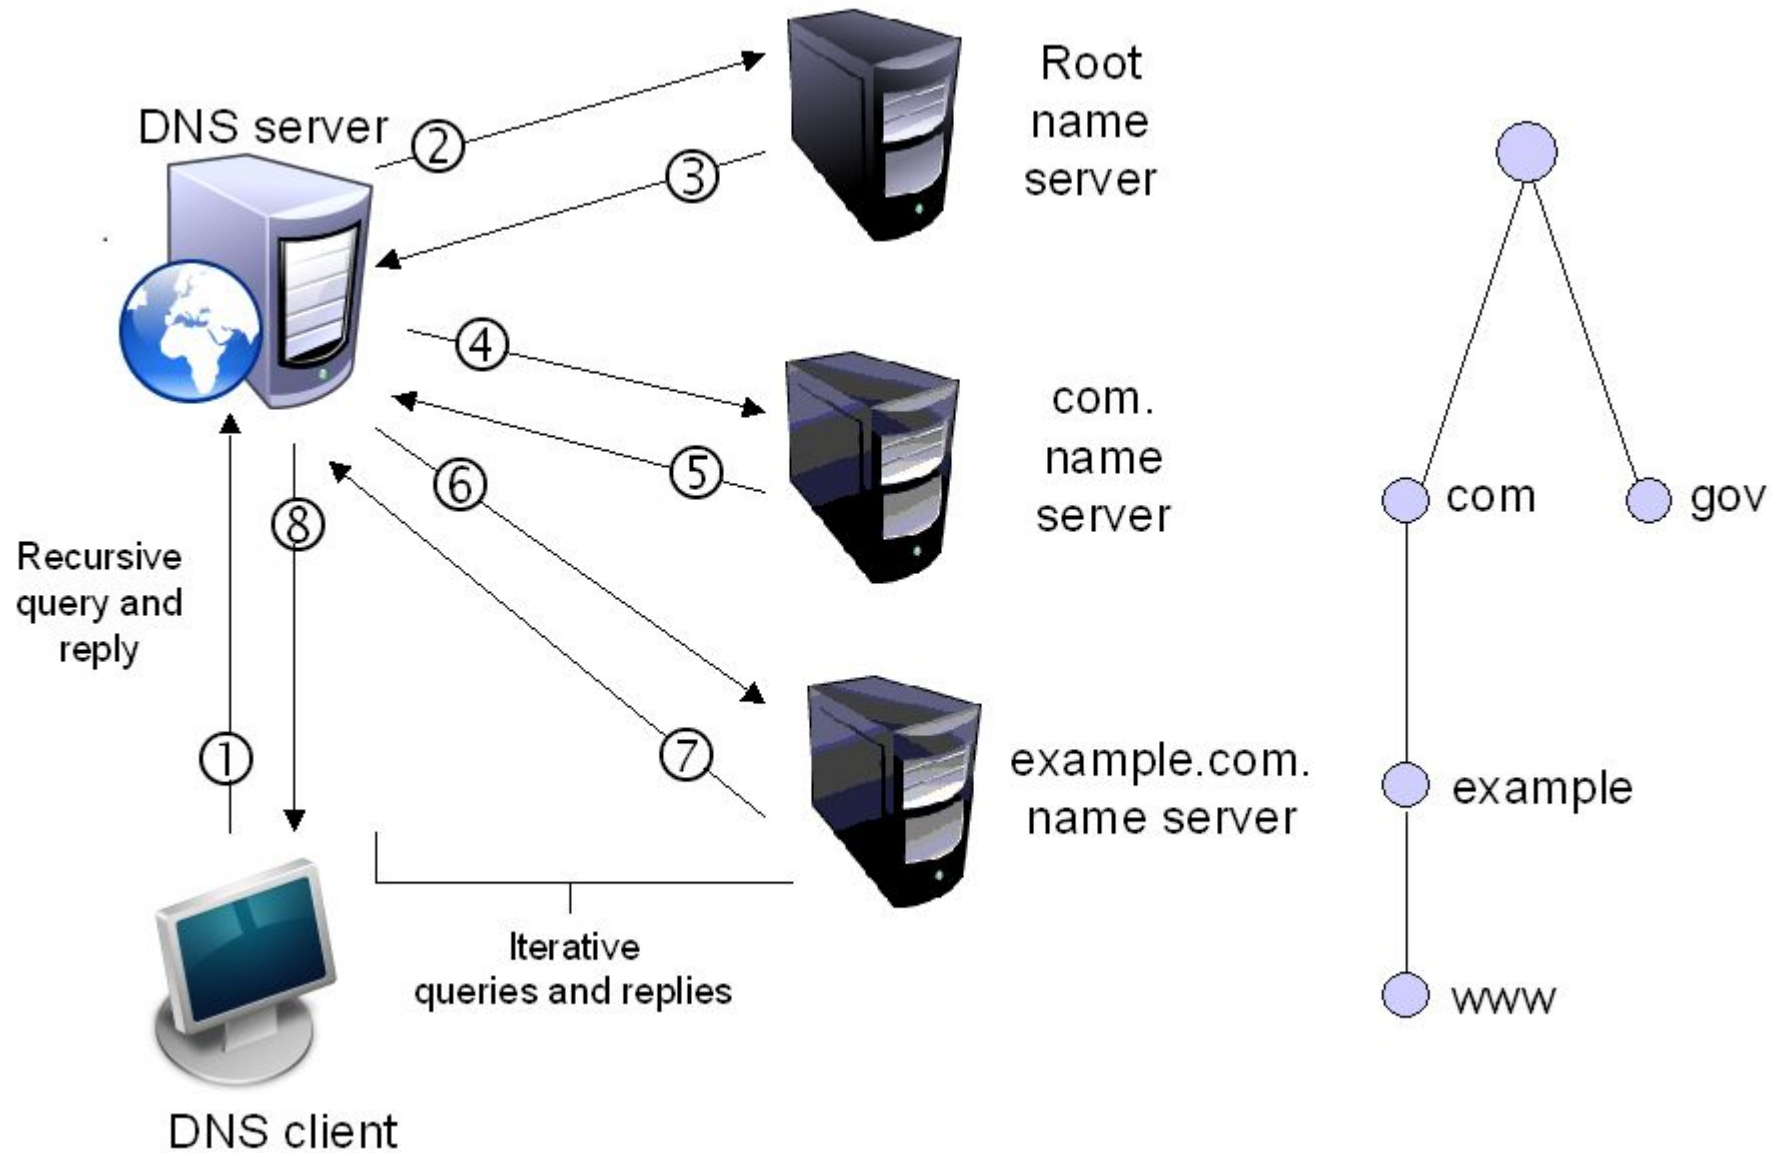 DNS server
②
③
Root
name
server
④
⑤
com.
name
server
⑥
⑦
example.com.
name server
⑧
①
Recursive
query and
reply
Iterative
queries and replies
DNS client
com
gov
example
www